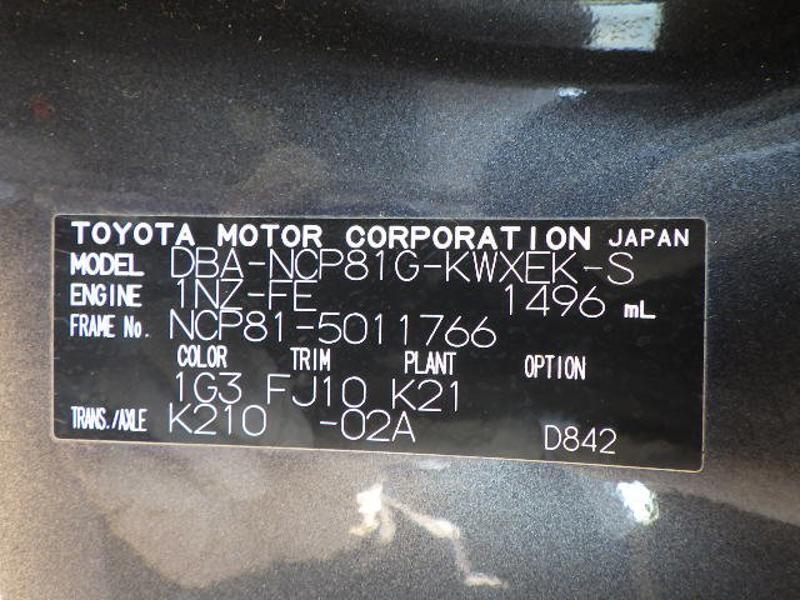 TOYOTA MOTOR CORPORATION JAPAN
MODEL DBA-NCP81G-KWXEK-S
ENGINE 1NZ-FE 1496 mL
FRAME No. NCP81-5011766
COLOR TRIM PLANT OPTION
1G3 FJ10 K21
TRANS./AXLE K210 -02A D842